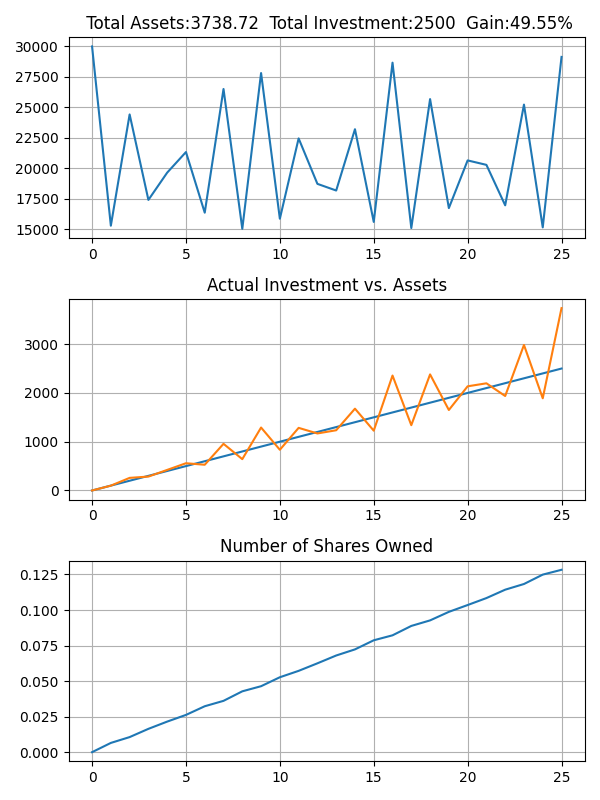 Total Assets:3738.72 Total Investment:2500 Gain:49.55%
30000
27500
25000
22500
20000
17500
15000
0 5 10 15 20 25
Actual Investment vs. Assets
3000
2000
1000
0
0 5 10 15 20 25
Number of Shares Owned
0.125
0.100
0.075
0.050
0.025
0.000
0 5 10 15 20 25